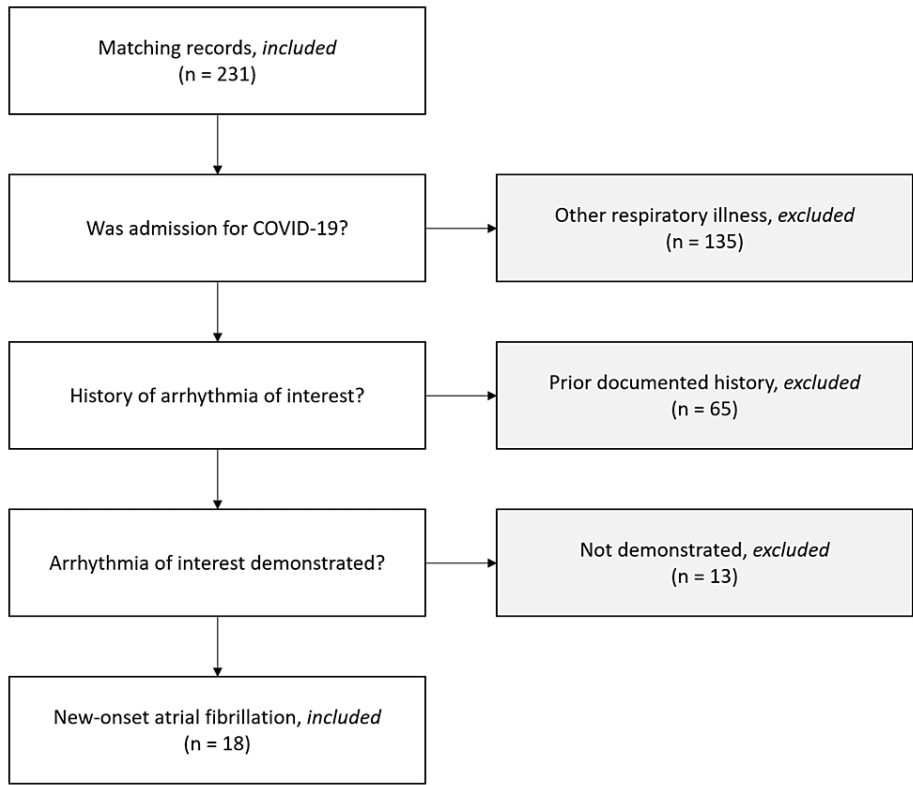 Matching records, included
(n = 231)
Was admission for COVID-19?
Other respiratory illness, excluded
(n = 135)
History of arrhythmia of interest?
Prior documented history, excluded
(n = 65)
Arrhythmia of interest demonstrated?
Not demonstrated, excluded
(n = 13)
New-onset atrial fibrillation, included
(n = 18)